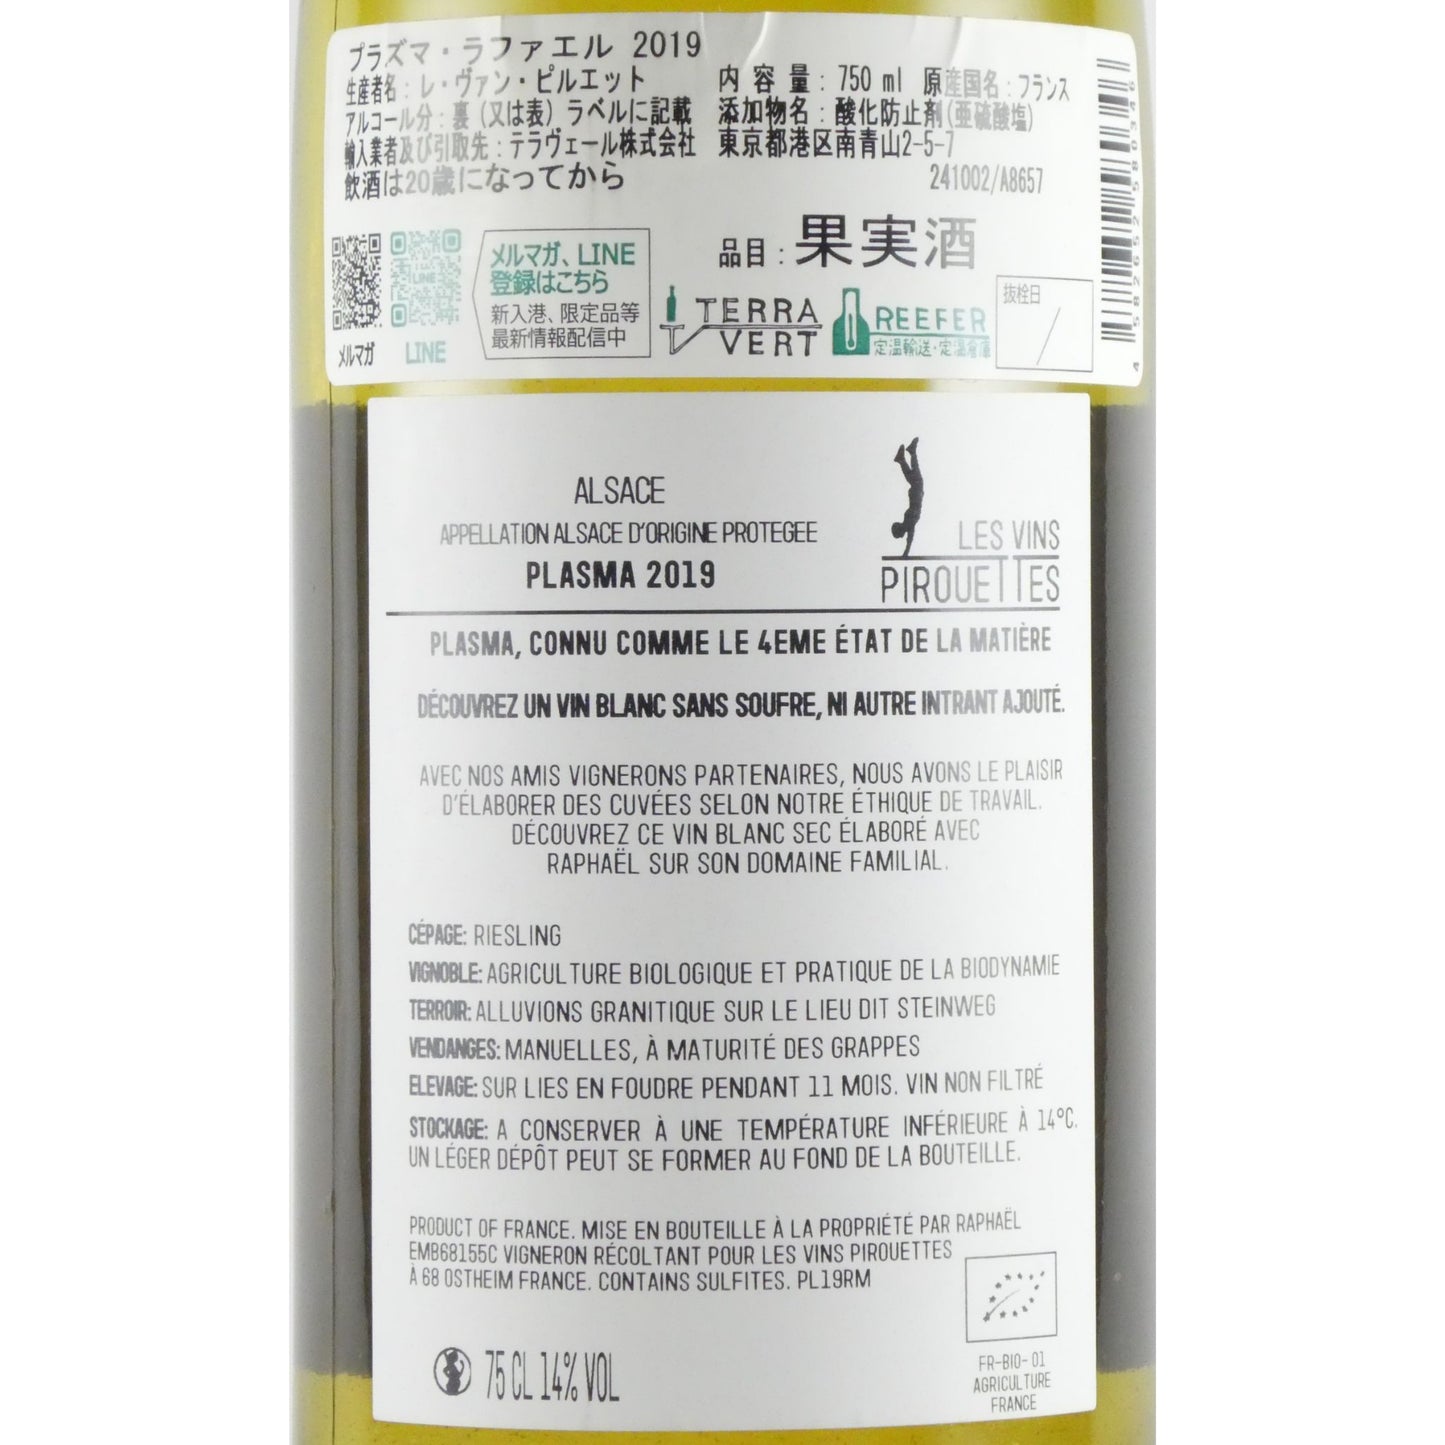 プラズマ・ラファエル 2019
生産者名：レ・ヴァン・ピルエット 内容量：750 ml 原産国名：フランス
アルコール分：裏（又は表）ラベルに記載 添加物名：酸化防止剤(亜硫酸塩)
輸入業者及び引取先：テラヴェール株式会社 東京都港区南青山2-5-7
飲酒は20歳になってから 241002/A8657
品目：果実酒
メルマガ、LINE
登録はこちら
新入港、限定品等
最新情報配信中
メルマガ
LINE
LINE
TERRA
VERT
REEFER
定温輸送・定温倉庫
抜栓日
/
ALSACE
APPELLATION ALSACE D'ORIGINE PROTEGEE
PLASMA 2019
LES VINS
PIROUETTES
PLASMA, CONNU COMME LE 4EME ÉTAT DE LA MATIÈRE
DÉCOUVREZ UN VIN BLANC SANS SOUFRE, NI AUTRE INTRANT AJOUTÉ.
AVEC NOS AMIS VIGNERONS PARTENAIRES, NOUS AVONS LE PLAISIR
D'ÉLABORER DES CUVÉES SELON NOTRE ÉTHIQUE DE TRAVAIL.
DÉCOUVREZ CE VIN BLANC SEC ÉLABORÉ AVEC
RAPHAËL SUR SON DOMAINE FAMILIAL.
CÉPAGE: RIESLING
VIGNOBLE: AGRICULTURE BIOLOGIQUE ET PRATIQUE DE LA BIODYNAMIE
TERROIR: ALLUVIONS GRANITIQUE SUR LE LIEU DIT STEINWEG
VENDANGES: MANUELLES, À MATURITÉ DES GRAPPES
ELEVAGE: SUR LIES EN FOUDRE PENDANT 11 MOIS. VIN NON FILTRÉ
STOCKAGE: A CONSERVER À UNE TEMPÉRATURE INFÉRIEURE À 14°C.
UN LÉGER DÉPÔT PEUT SE FORMER AU FOND DE LA BOUTEILLE.
PRODUCT OF FRANCE. MISE EN BOUTEILLE À LA PROPRIÉTÉ PAR RAPHAËL
EMB68155C VIGNERON RÉCOLTANT POUR LES VINS PIROUETTES
À 68 OSTHEIM FRANCE. CONTAINS SULFITES. PL19RM
75 CL 14% VOL
FR-BIO-01
AGRICULTURE
FRANCE